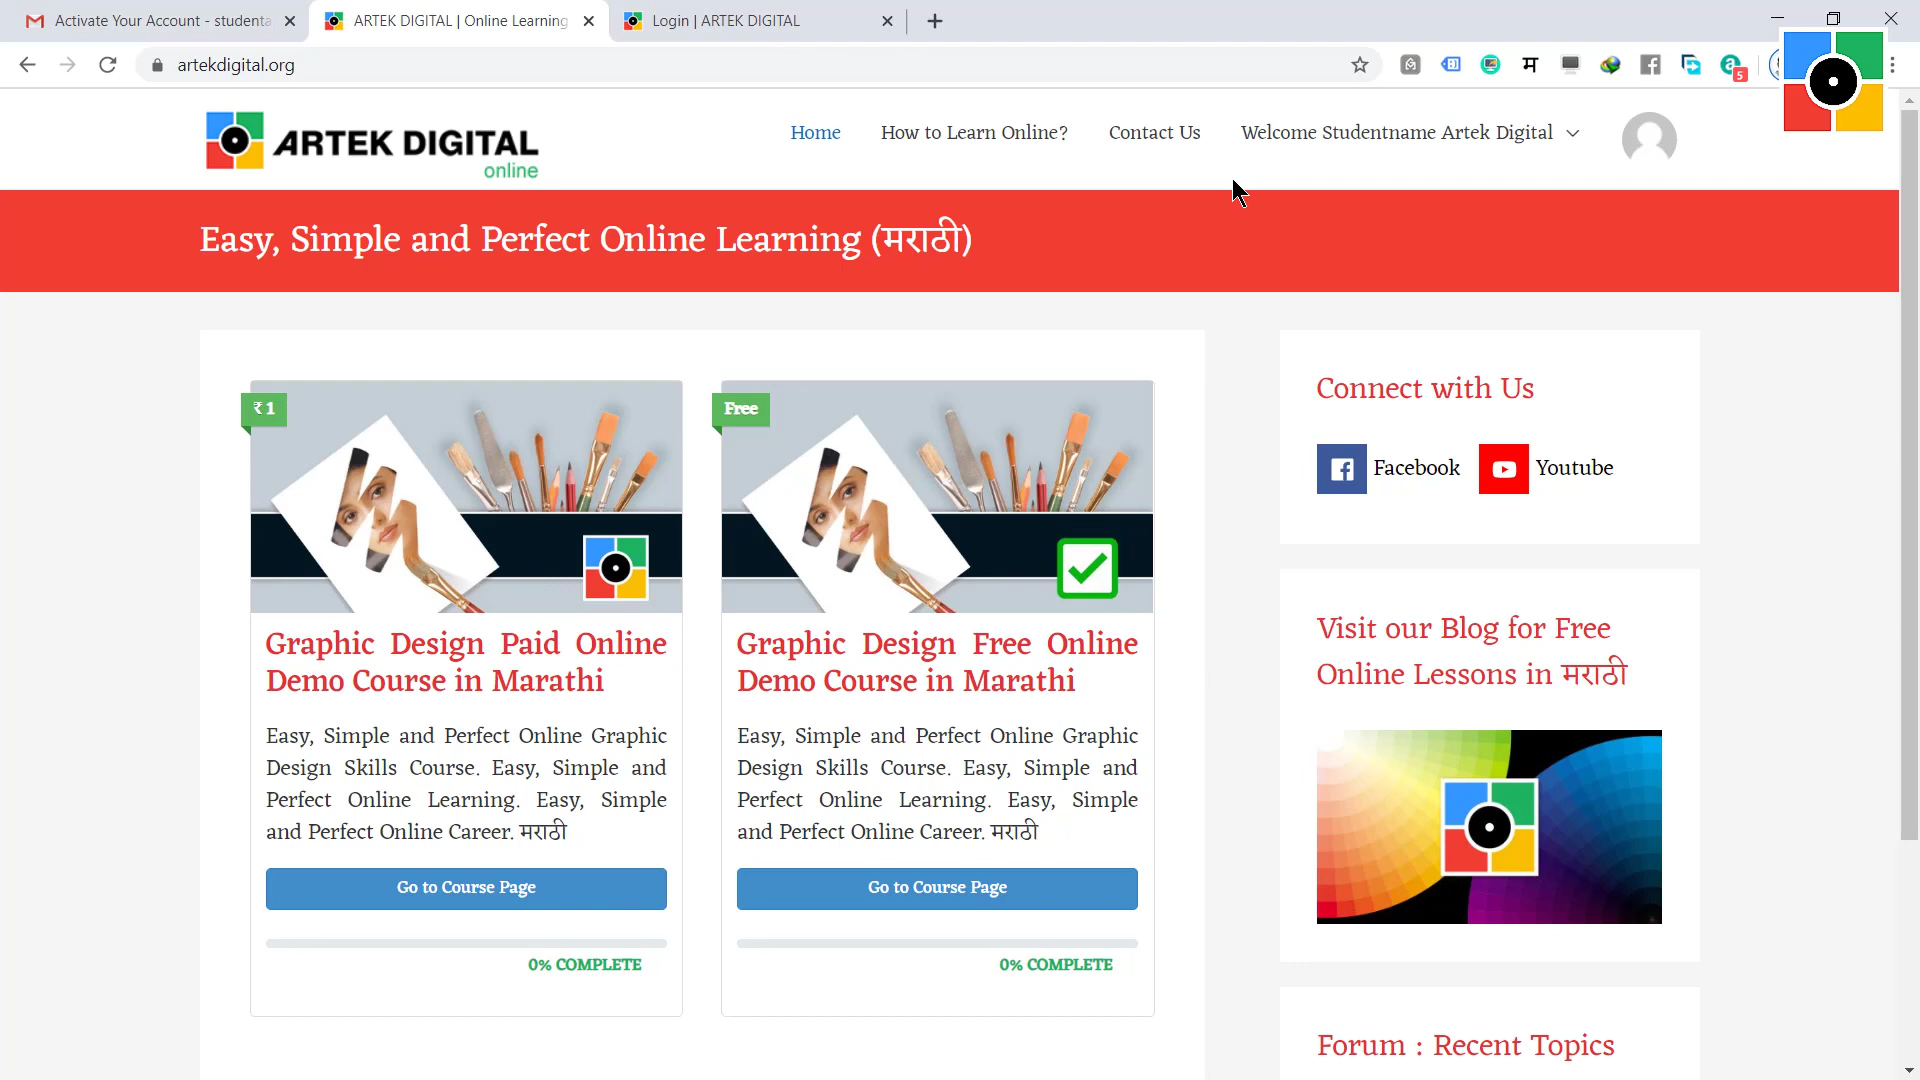 Activate Your Account - studenta
ARTEK DIGITAL | Online Learning
Login | ARTEK DIGITAL
artekdigital.org
5
ARTEK DIGITAL
online
Home
How to Learn Online?
Contact Us
Welcome Studentname Artek Digital
Easy, Simple and Perfect Online Learning (मराठी)
₹ 1
Graphic Design Paid Online
Demo Course in Marathi
Easy, Simple and Perfect Online Graphic
Design Skills Course. Easy, Simple and
Perfect Online Learning. Easy, Simple
and Perfect Online Career. मराठी
Go to Course Page
0% COMPLETE
Free
Graphic Design Free Online
Demo Course in Marathi
Easy, Simple and Perfect Online Graphic
Design Skills Course. Easy, Simple and
Perfect Online Learning. Easy, Simple
and Perfect Online Career. मराठी
Go to Course Page
0% COMPLETE
Connect with Us
Facebook
Youtube
Visit our Blog for Free
Online Lessons in मराठी
Forum : Recent Topics